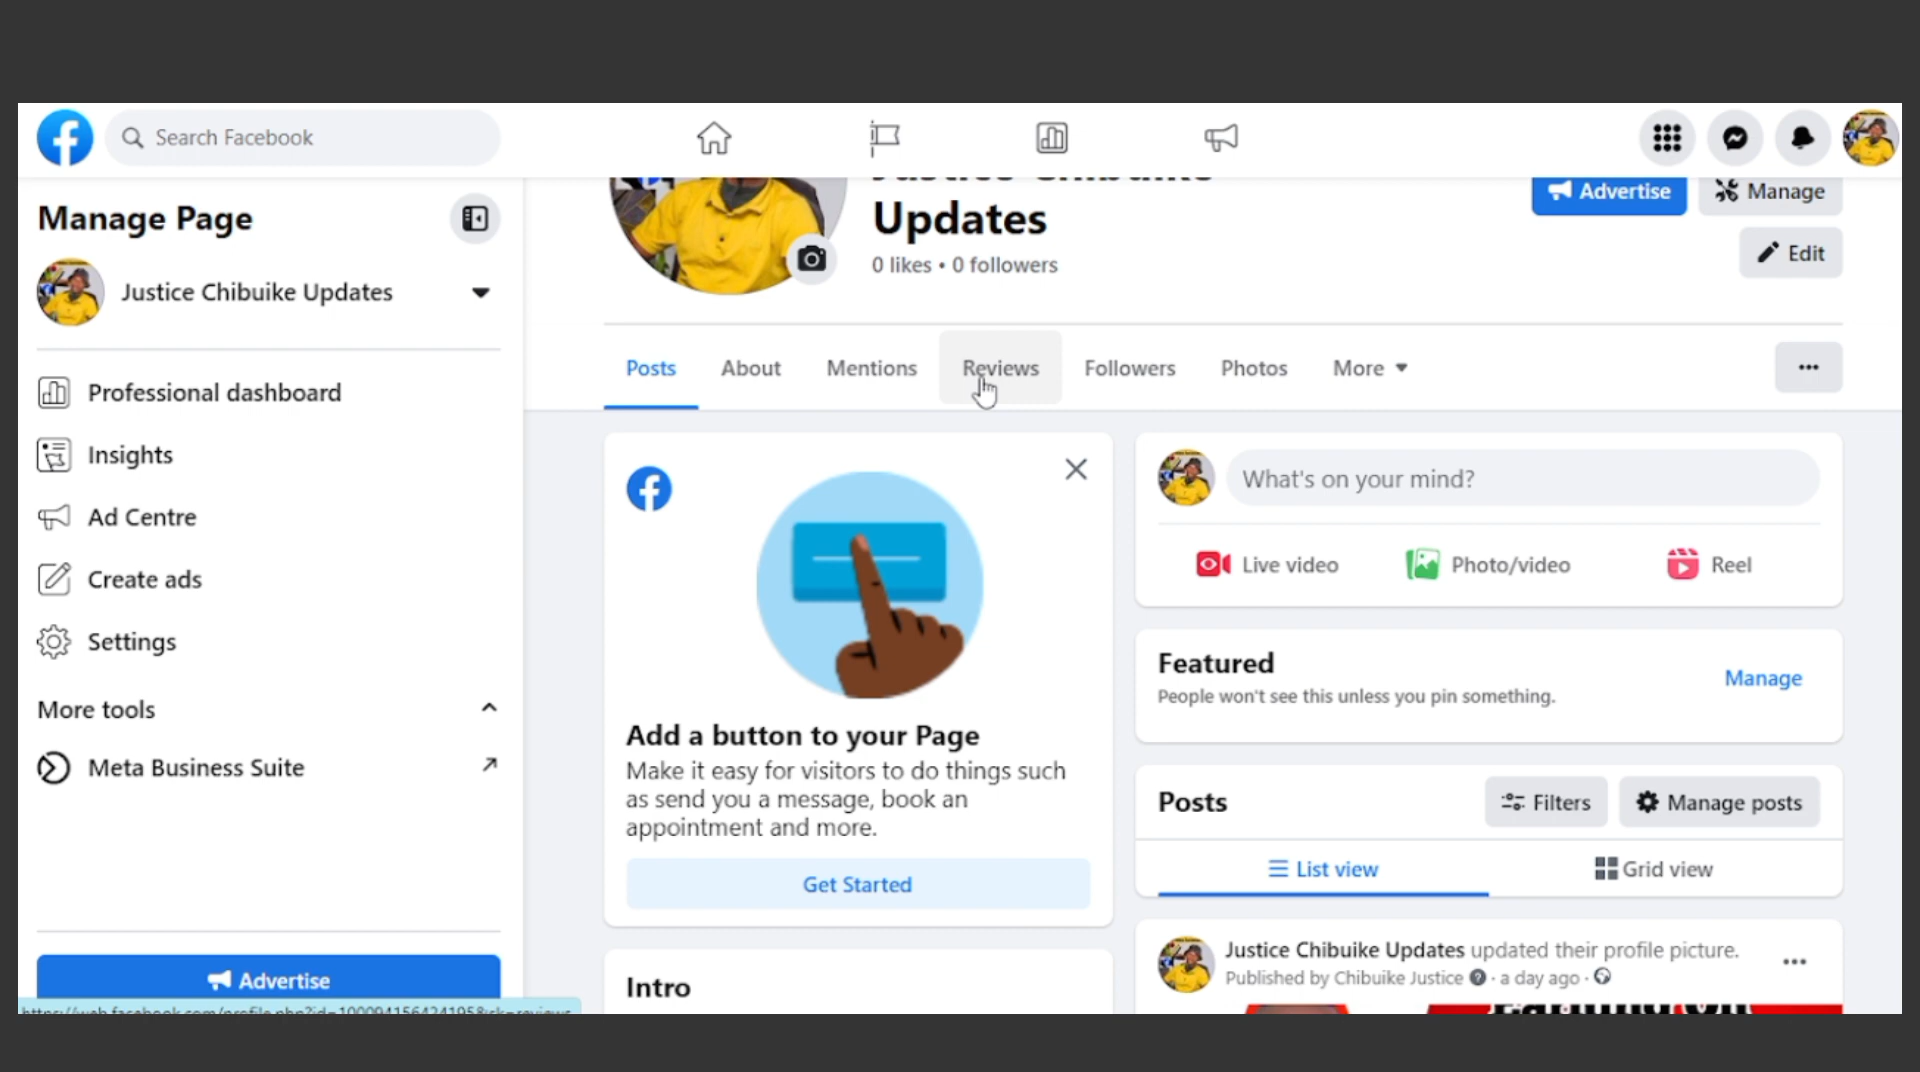 Search Facebook
Manage Page
Justice Chibuike Updates
Professional dashboard
Insights
Ad Centre
Create ads
Settings
More tools
Meta Business Suite
Advertise
Justice Chibuike
Updates
0 likes • 0 followers
Advertise
Manage
Edit
Posts
About
Mentions
Reviews
Followers
Photos
More
Add a button to your Page
Make it easy for visitors to do things such
as send you a message, book an
appointment and more.
Get Started
Intro
What's on your mind?
Live video
Photo/video
Reel
Featured
People won't see this unless you pin something.
Manage
Posts
Filters
Manage posts
List view
Grid view
Justice Chibuike Updates updated their profile picture.
Published by Chibuike Justice · a day ago ·